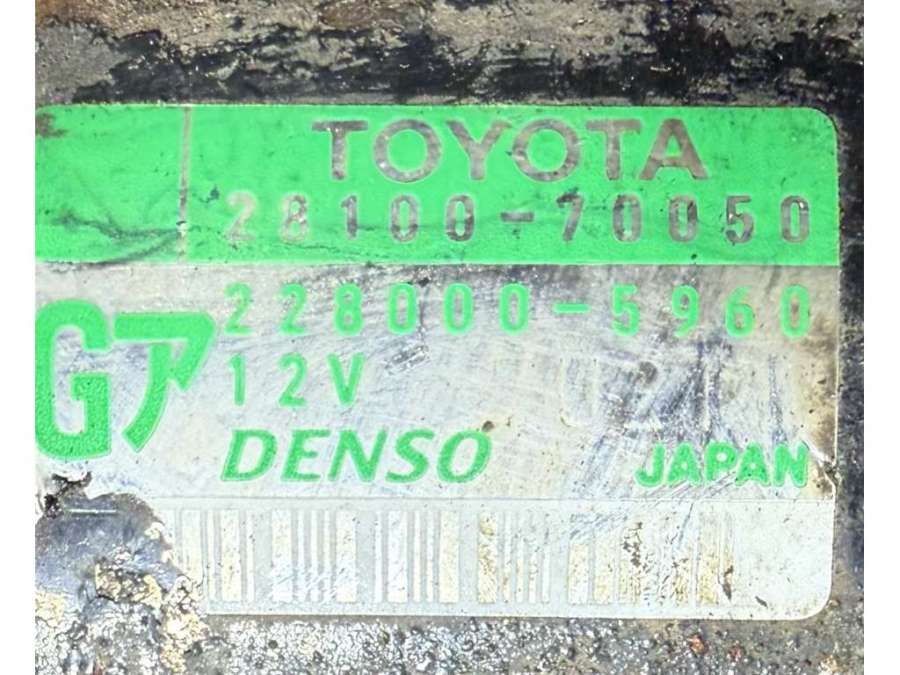 TOYOTA
28100-70050
Gア
228000-5960
12V
DENSO JAPAN